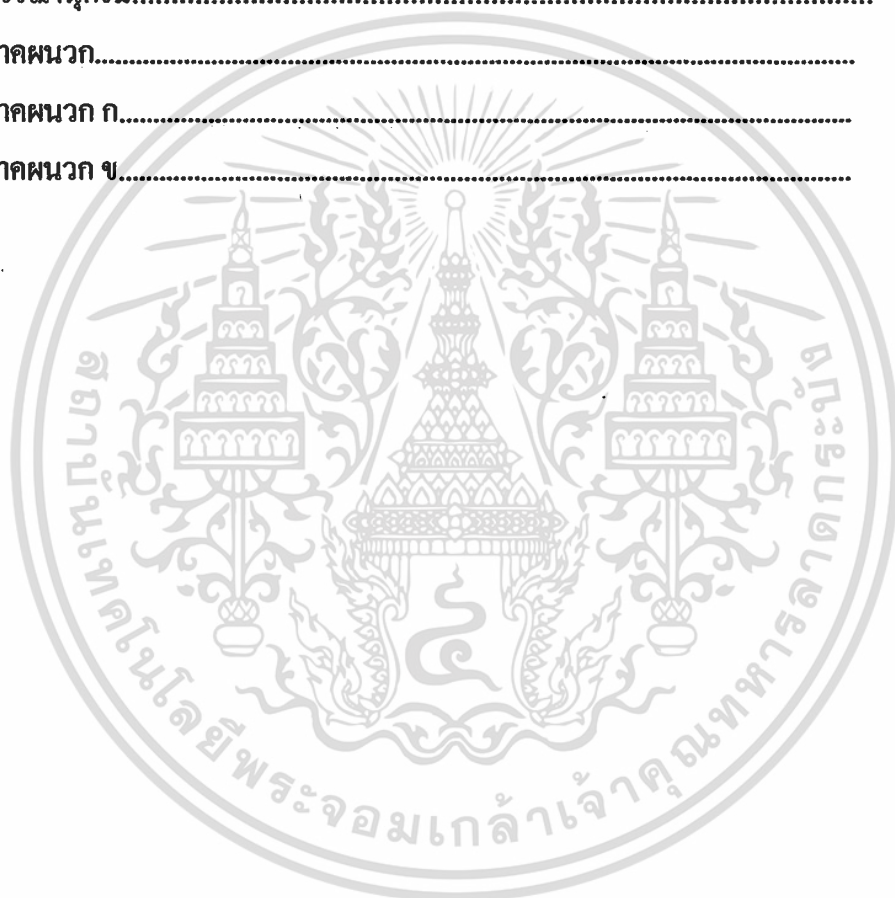 าคผนวก
าคผนวก ก
าคผนวก ข
สถาบันเทคโนโลยีพระจอมเกล้าเจ้าคุณทหารลาดกระบัง
๔